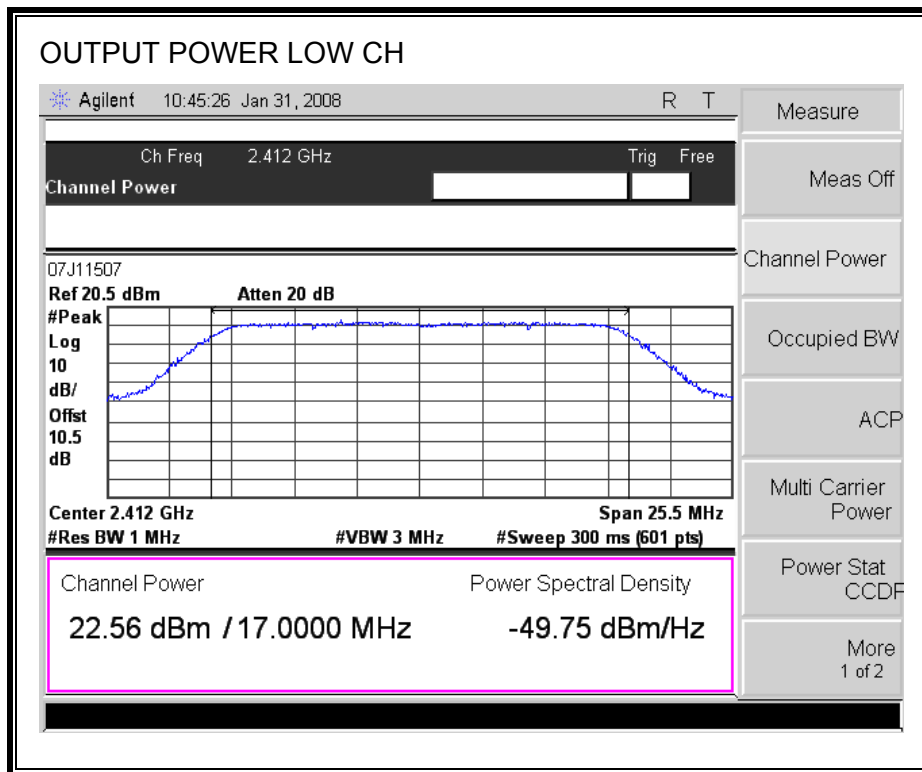 OUTPUT POWER LOW CH
Agilent 10:45:26 Jan 31, 2008 R T
Measure
Ch Freq 2.412 GHz Trig Free
Channel Power
Meas Off
Channel Power
Occupied BW
ACP
Multi Carrier
Power
Power Stat
CCDF
More
1 of 2
07J11507
Ref 20.5 dBm Atten 20 dB
#Peak
Log
10
dB/
Offst
10.5
dB
Center 2.412 GHz Span 25.5 MHz
#Res BW 1 MHz #VBW 3 MHz #Sweep 300 ms (601 pts)
Channel Power Power Spectral Density
22.56 dBm / 17.0000 MHz -49.75 dBm/Hz